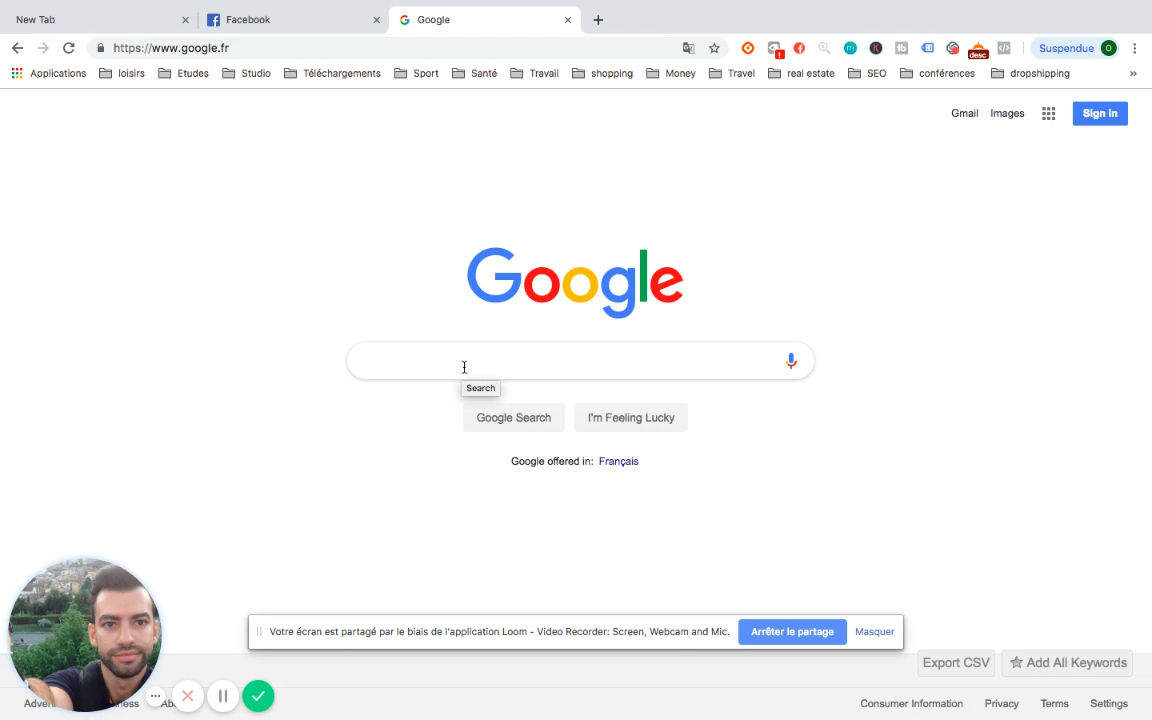 New Tab
Facebook
Google
https://www.google.fr
Suspendue O
Applications
loisirs
Etudes
Studio
Téléchargements
Sport
Santé
Travail
shopping
Money
Travel
real estate
SEO
conférences
dropshipping
»
desc
Gmail
Images
Sign in
Google
Search
Google Search
I'm Feeling Lucky
Google offered in: Français
Votre écran est partagé par le biais de l'application Loom - Video Recorder: Screen, Webcam and Mic.
Arrêter le partage
Masquer
Export CSV
Add All Keywords
Consumer Information
Privacy
Terms
Settings